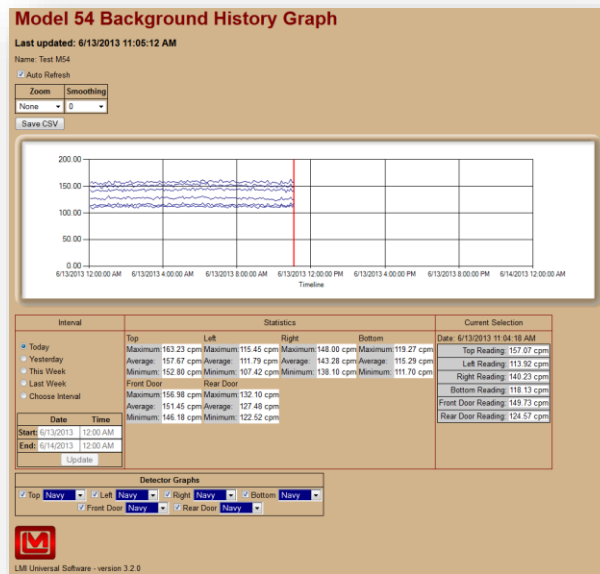 Model 54 Background History Graph
Last updated: 6/13/2013 11:05:12 AM
Name: Test M54
Auto Refresh
Zoom Smoothing
None 0
Save CSV
200.00
150.00
100.00
50.00
0.00
6/13/2013 12:00:00 AM 6/13/2013 4:00:00 AM 6/13/2013 8:00:00 AM 6/13/2013 12:00:00 PM 6/13/2013 4:00:00 PM 6/13/2013 8:00:00 PM 6/14/2013 12:00:00 AM
Timeline
Interval Statistics Current Selection
Today
Yesterday
This Week
Last Week
Choose Interval
Date Time
Start: 6/13/2013 12:00 AM
End: 6/14/2013 12:00 AM
Update
Top Left Right Bottom
Maximum: 163.23 cpm Maximum: 115.45 cpm Maximum: 148.00 cpm Maximum: 119.27 cpm
Average: 157.67 cpm Average: 111.79 cpm Average: 143.28 cpm Average: 115.29 cpm
Minimum: 152.80 cpm Minimum: 107.42 cpm Minimum: 138.10 cpm Minimum: 111.70 cpm
Front Door Rear Door
Maximum: 156.98 cpm Maximum: 132.10 cpm
Average: 151.45 cpm Average: 127.48 cpm
Minimum: 146.18 cpm Minimum: 122.52 cpm
Date: 6/13/2013 11:04:18 AM
Top Reading: 157.07 cpm
Left Reading: 113.92 cpm
Right Reading: 140.23 cpm
Bottom Reading: 118.13 cpm
Front Door Reading: 149.73 cpm
Rear Door Reading: 124.57 cpm
Detector Graphs
Top Navy Left Navy Right Navy Bottom Navy
Front Door Navy Rear Door Navy
LMI Universal Software - version 3.2.0